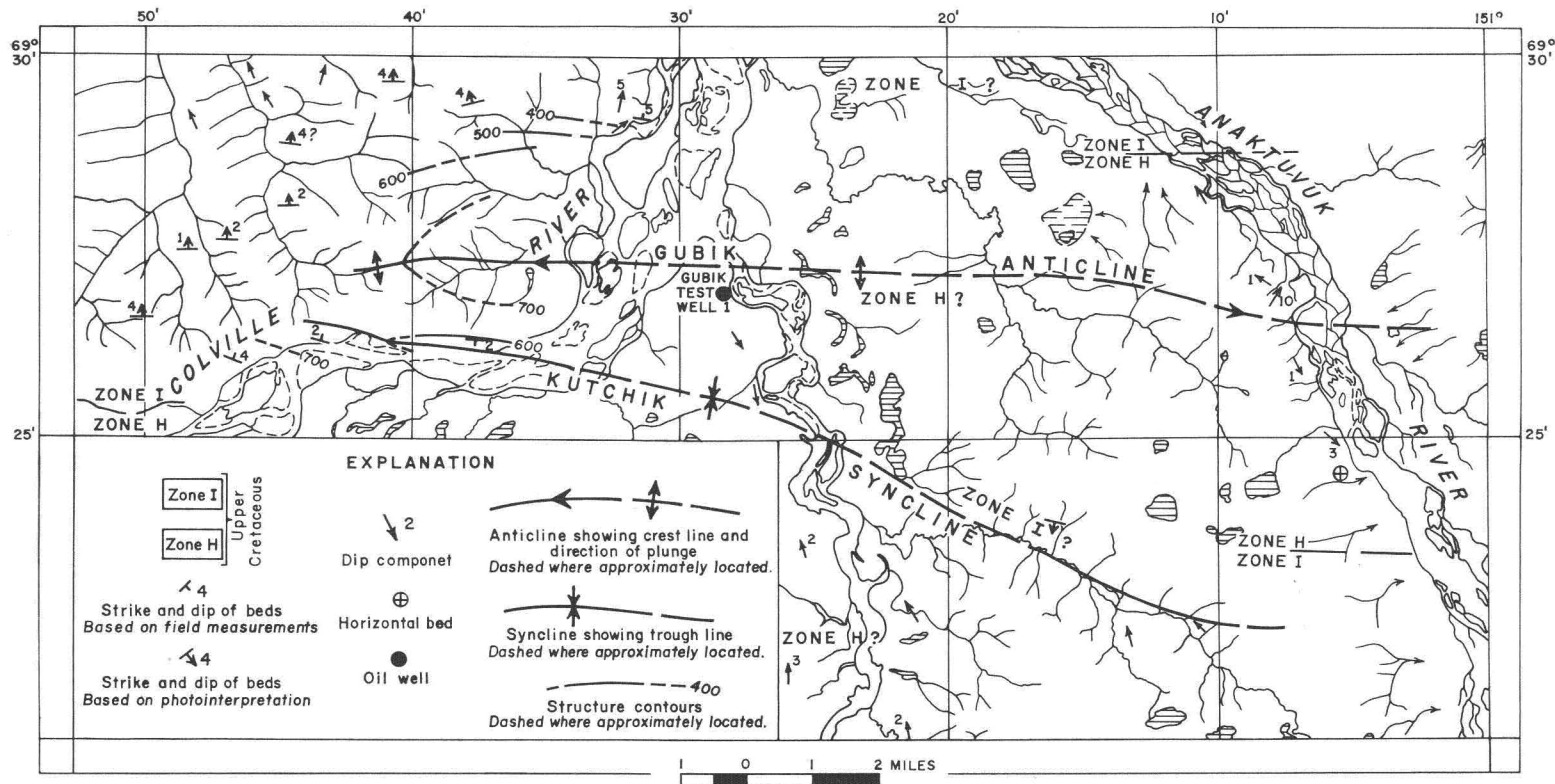 50' 40' 30' 20' 10' 151°
69°
30'
69°
30'
4
4
5
5
400
500
4?
600
2
2
1
4
ZONE I ?
ANAKTUVUK
ZONE I
ZONE H
RIVER
GUBIK
ANTICLINE
GUBIK
TEST
WELL 1
ZONE H ?
700
1
10
2
4
700
600
2
COLVILLE
KUTCHIK
ZONE I
ZONE H
1
25'
25'
RIVER
3
SYNCLINE
ZONE I ?
2
ZONE H
ZONE I
ZONE H ?
3
2
EXPLANATION
Zone I
Zone H
Upper
Cretaceous
4
Strike and dip of beds
Based on field measurements
4
Strike and dip of beds
Based on photointerpretation
2
Dip componet
Horizontal bed
Oil well
Anticline showing crest line and
direction of plunge
Dashed where approximately located.
Syncline showing trough line
Dashed where approximately located.
400
Structure contours
Dashed where approximately located.
1 0 1 2 MILES